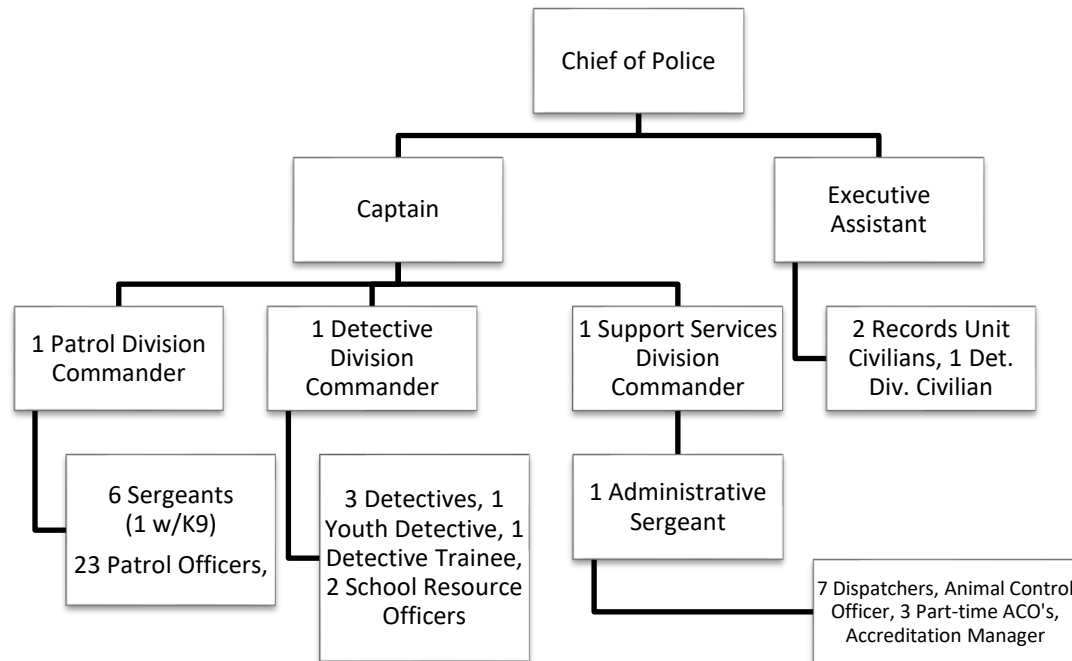 Chief of Police
Captain
Executive
Assistant
1 Patrol Division
Commander
1 Detective
Division
Commander
1 Support Services
Division
Commander
2 Records Unit
Civilians, 1 Det.
Div. Civilian
6 Sergeants
(1 w/K9)
23 Patrol Officers,
3 Detectives, 1
Youth Detective, 1
Detective Trainee,
2 School Resource
Officers
1 Administrative
Sergeant
7 Dispatchers, Animal Control
Officer, 3 Part-time ACO's,
Accreditation Manager